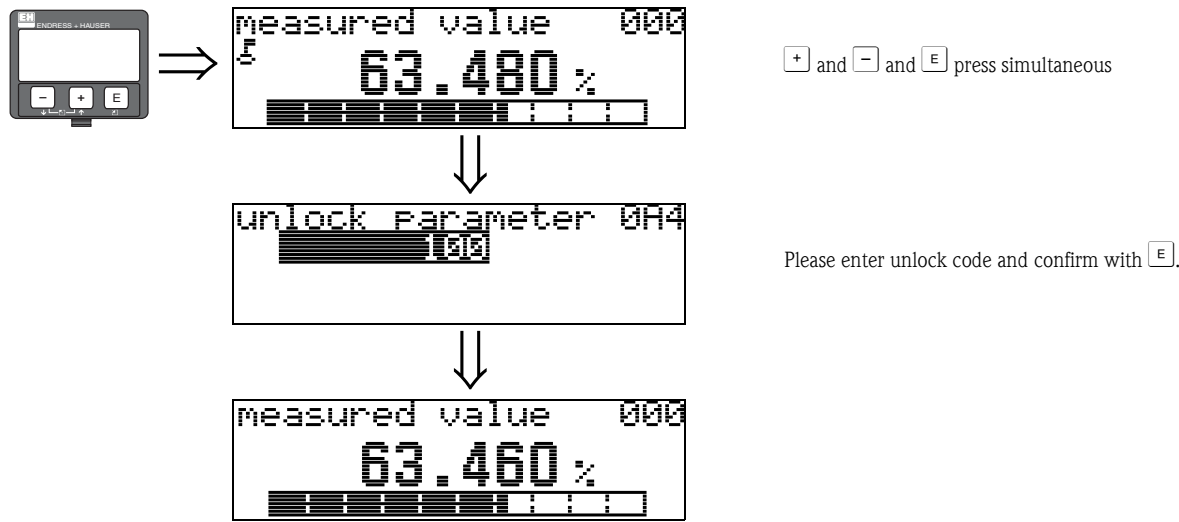 EH ENDRESS + HAUSER
- + E
measured value 000
63.480 %
+ and - and E press simultaneous
unlock parameter 0A4
100
Please enter unlock code and confirm with E.
measured value 000
63.460 %